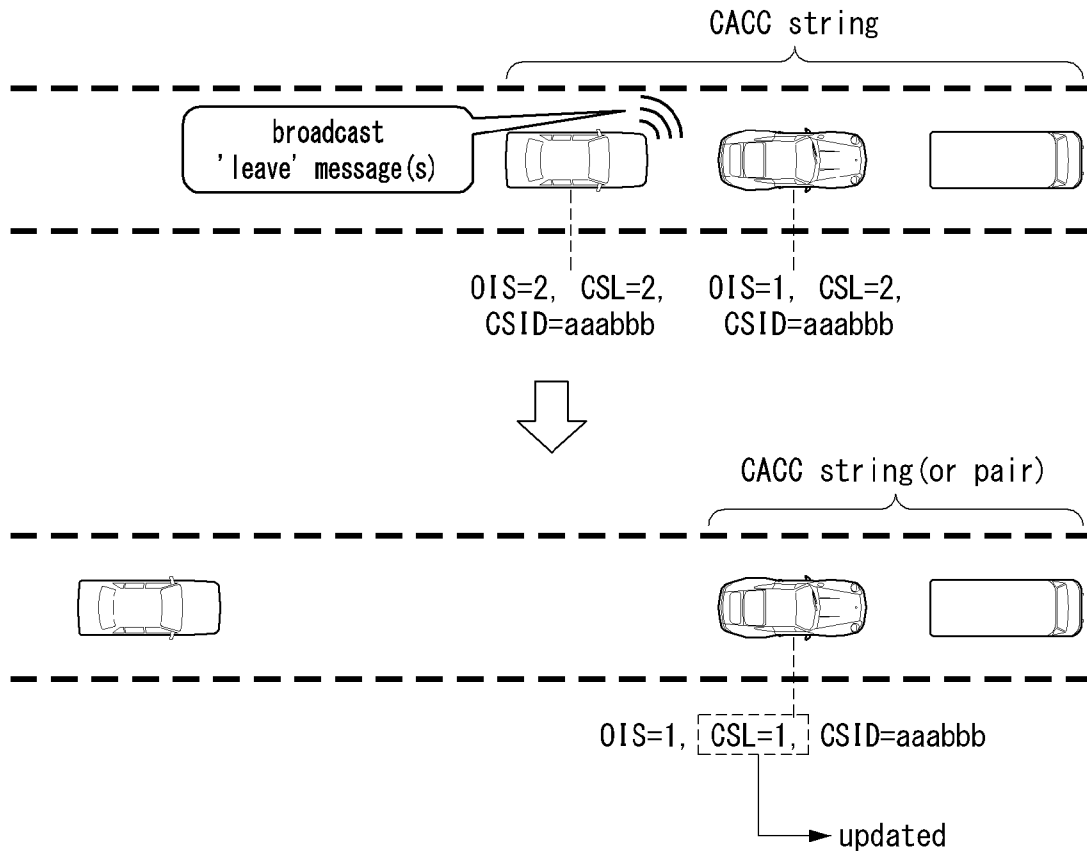 CACC string
broadcast
'leave' message(s)
OIS=2, CSL=2,
CSID=aaabbb
OIS=1, CSL=2,
CSID=aaabbb
CACC string(or pair)
OIS=1, CSL=1, CSID=aaabbb
updated